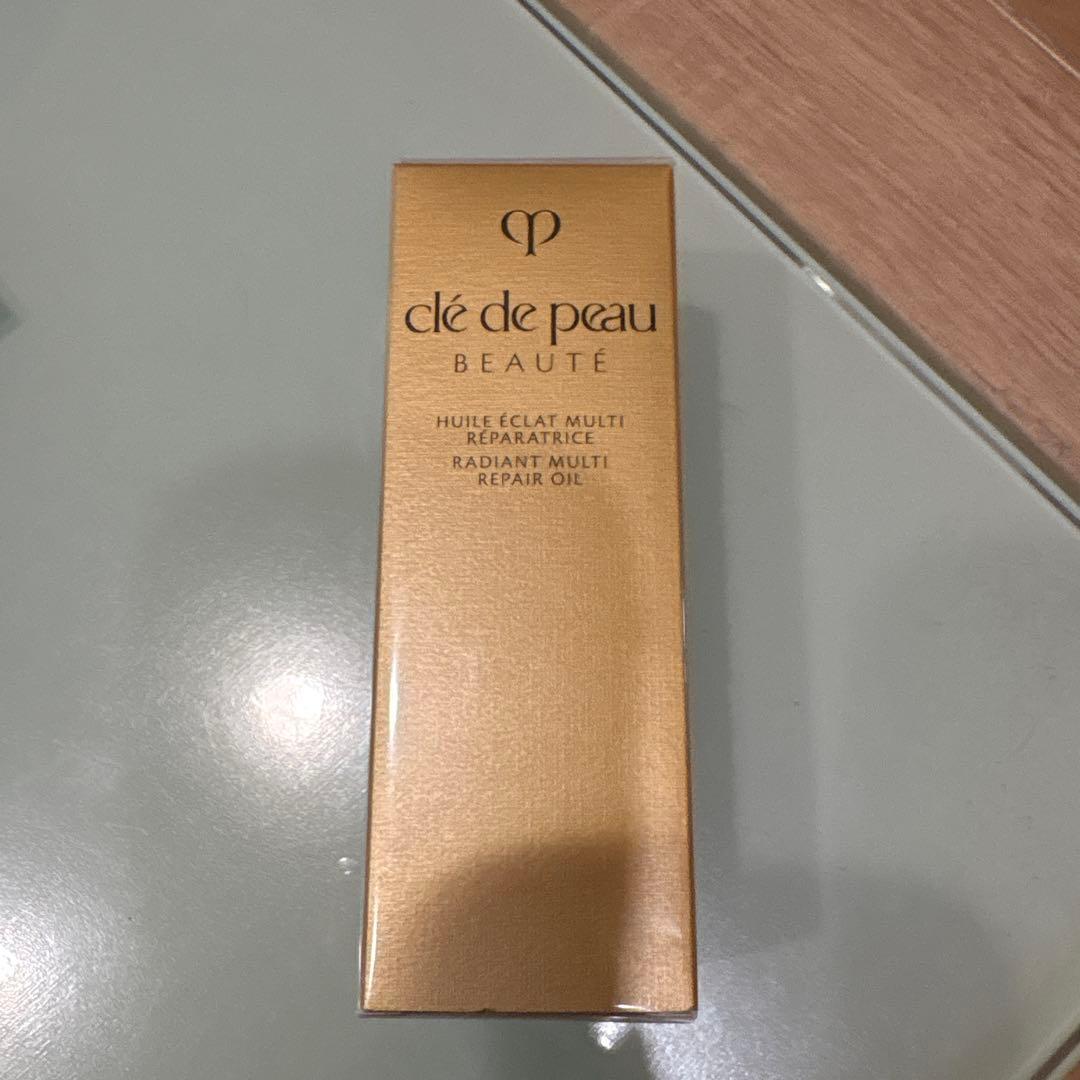 clé de peau
BEAUTÉ
HUILE ÉCLAT MULTI
RÉPARATRICE
RADIANT MULTI
REPAIR OIL